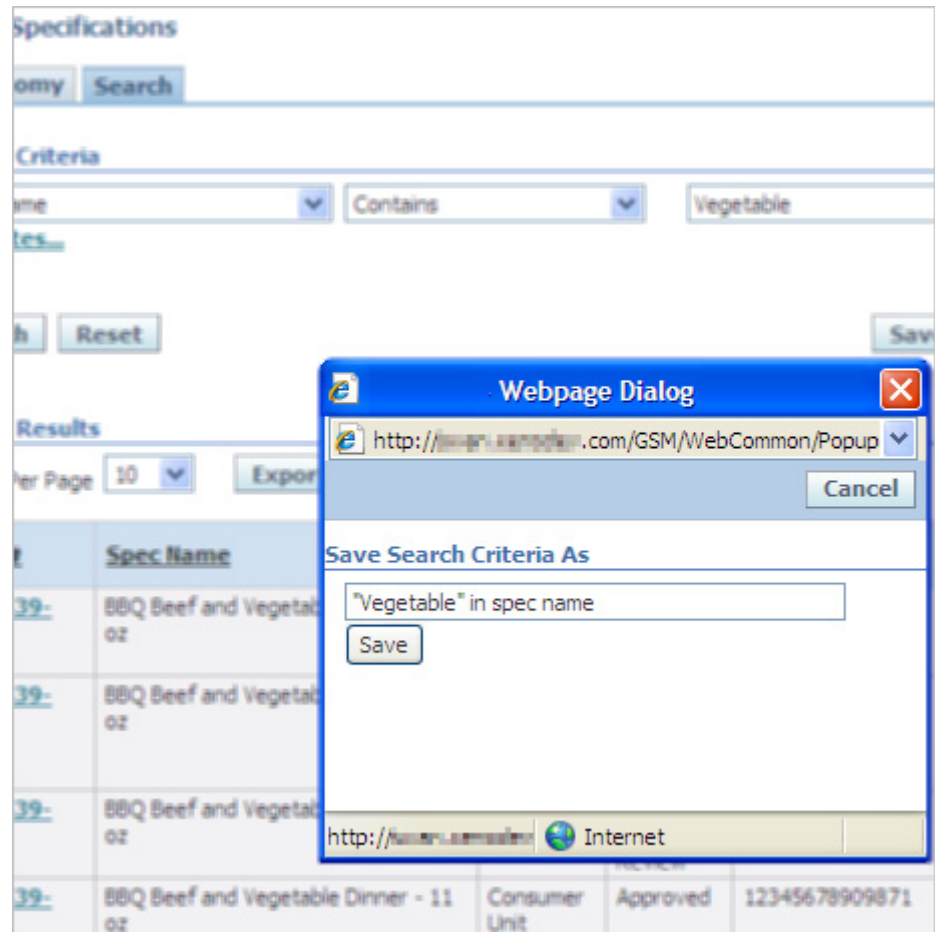 Specifications
omy Search
Criteria
ame Contains Vegetable
tes...
h Reset Sav
Webpage Dialog
Results
http:// .com/GSM/WebCommon/Popup
Per Page 10 Expor
Cancel
Spec Name
Save Search Criteria As
39- BBQ Beef and Vegetab
oz
"Vegetable" in spec name
Save
39- BBQ Beef and Vegetab
oz
39- BBQ Beef and Vegetab
oz
http:// Internet
REVIEW
39- BBQ Beef and Vegetable Dinner - 11 Consumer Approved 12345678909871
oz Unit